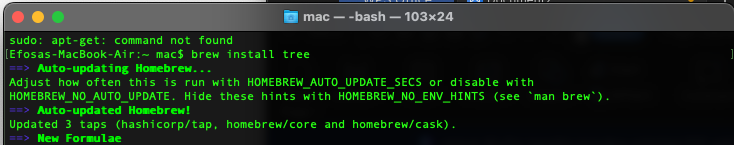 mac — -bash — 103×24
sudo: apt-get: command not found
[Efosas-MacBook-Air:~ mac$ brew install tree ]
==> Auto-updating Homebrew...
Adjust how often this is run with HOMEBREW_AUTO_UPDATE_SECS or disable with
HOMEBREW_NO_AUTO_UPDATE. Hide these hints with HOMEBREW_NO_ENV_HINTS (see `man brew`).
==> Auto-updated Homebrew!
Updated 3 taps (hashicorp/tap, homebrew/core and homebrew/cask).
==> New Formulae